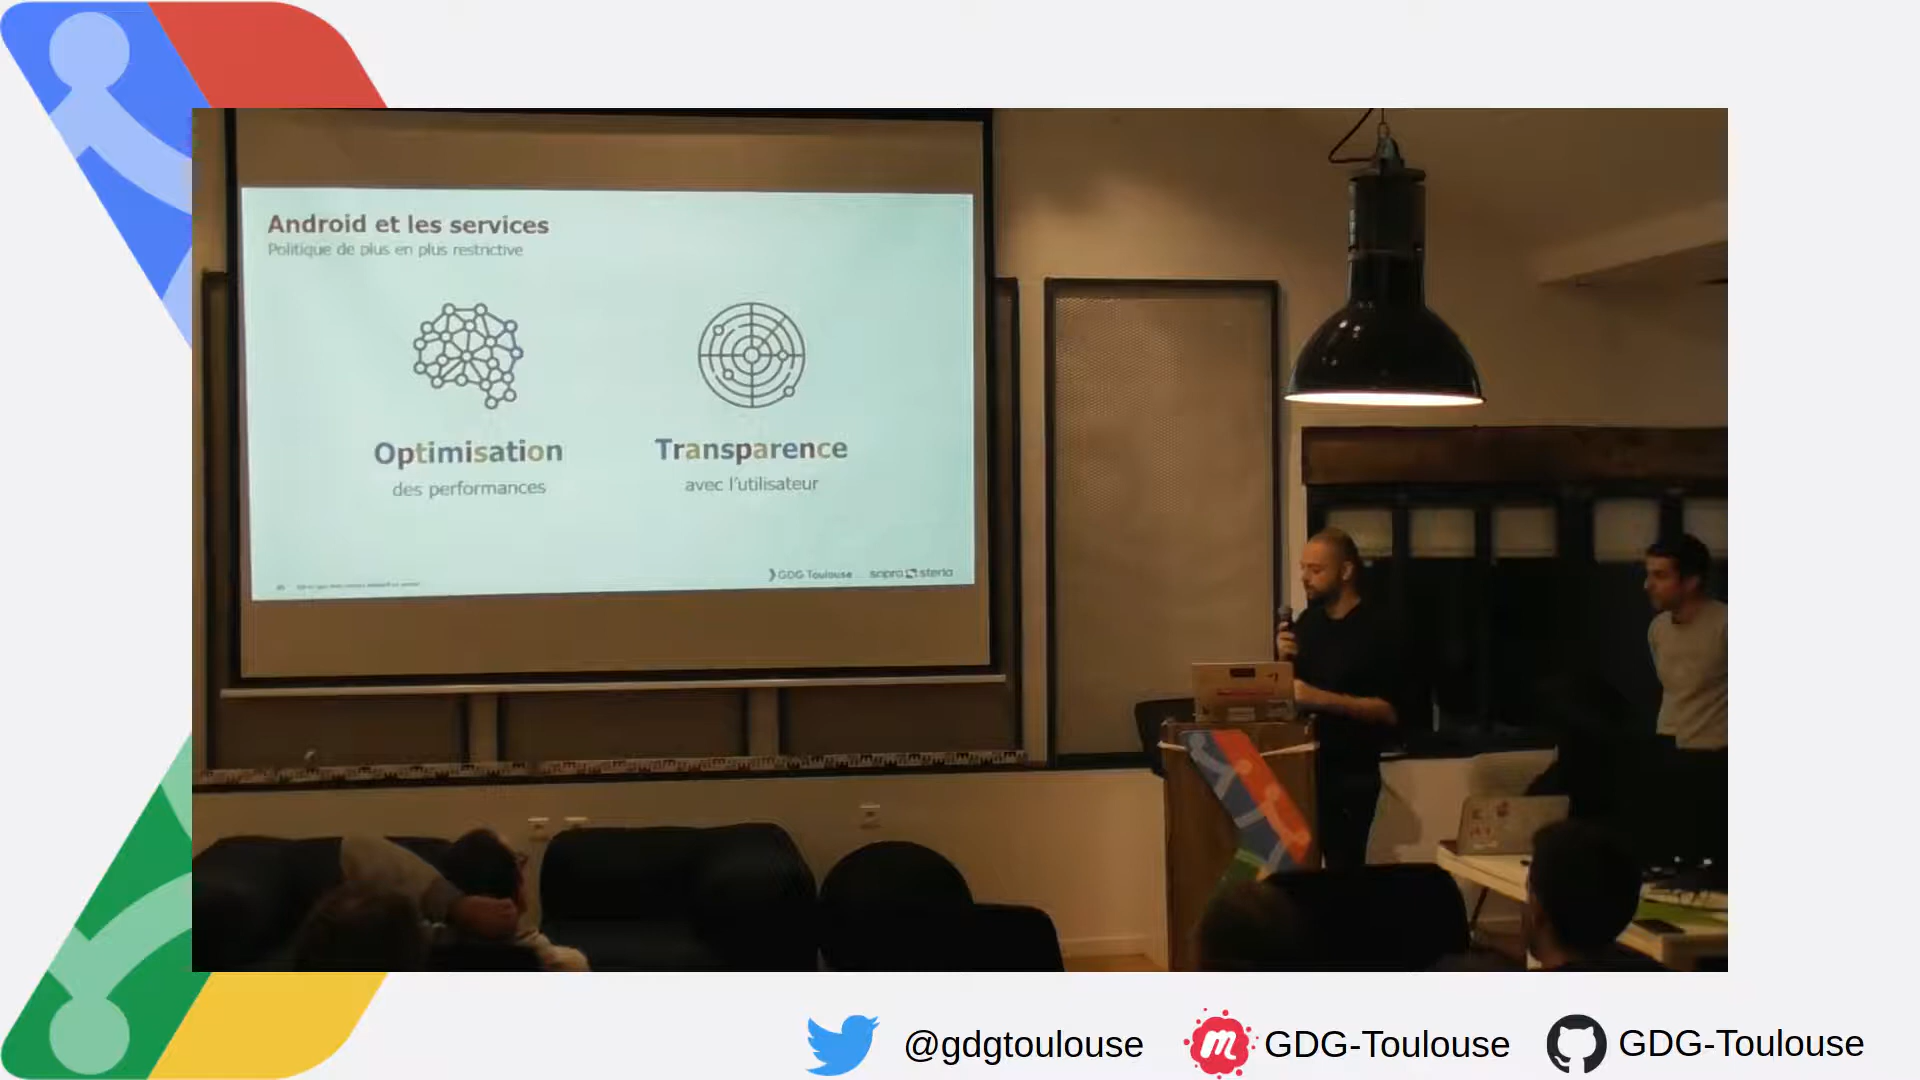 Android et les services
Politique de plus en plus restrictive
Optimisation
des performances
Transparence
avec l'utilisateur
GDG Toulouse
sopra steria
@gdgtoulouse
GDG-Toulouse
GDG-Toulouse